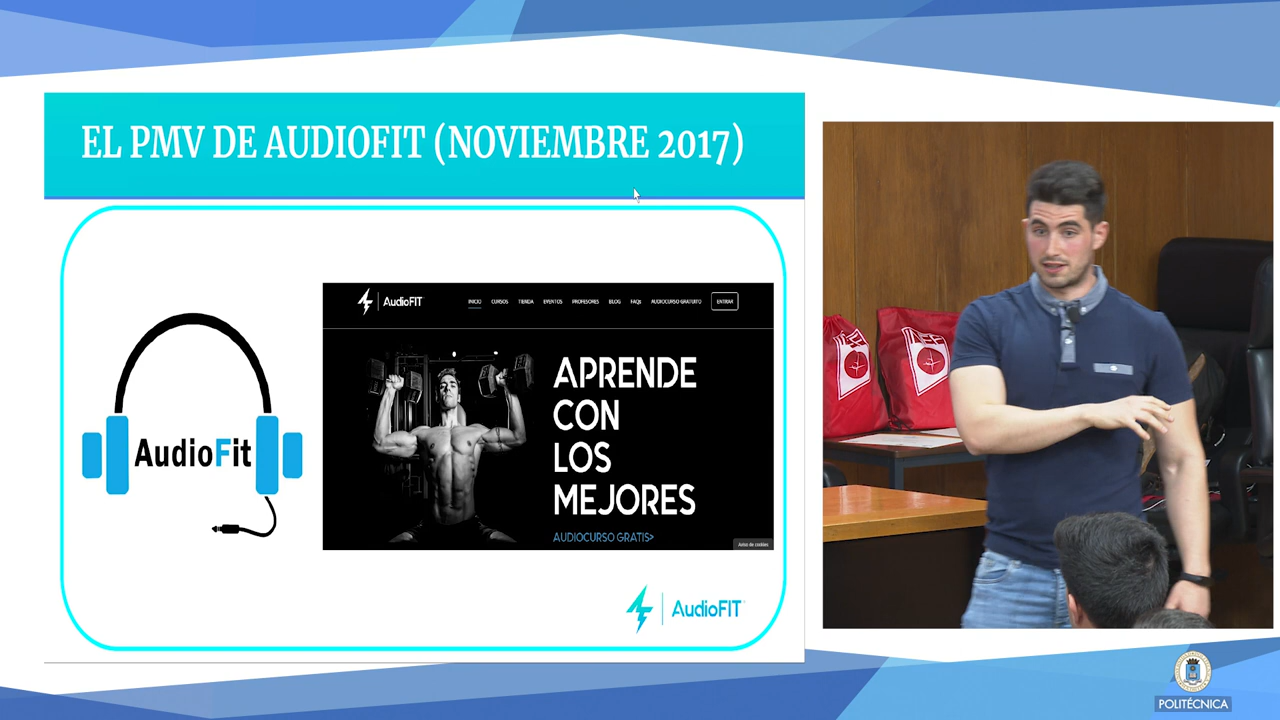 EL PMV DE AUDIOFIT (NOVIEMBRE 2017)
AudioFit
AudioFIT
INICIO CURSOS TIENDA EVENTOS PROFESORES BLOG FAQs AUDIOCURSO GRATUITO ENTRAR
APRENDE
CON
LOS
MEJORES
AUDIOCURSO GRATIS>
Aviso de cookies
AudioFIT
POLITÉCNICA